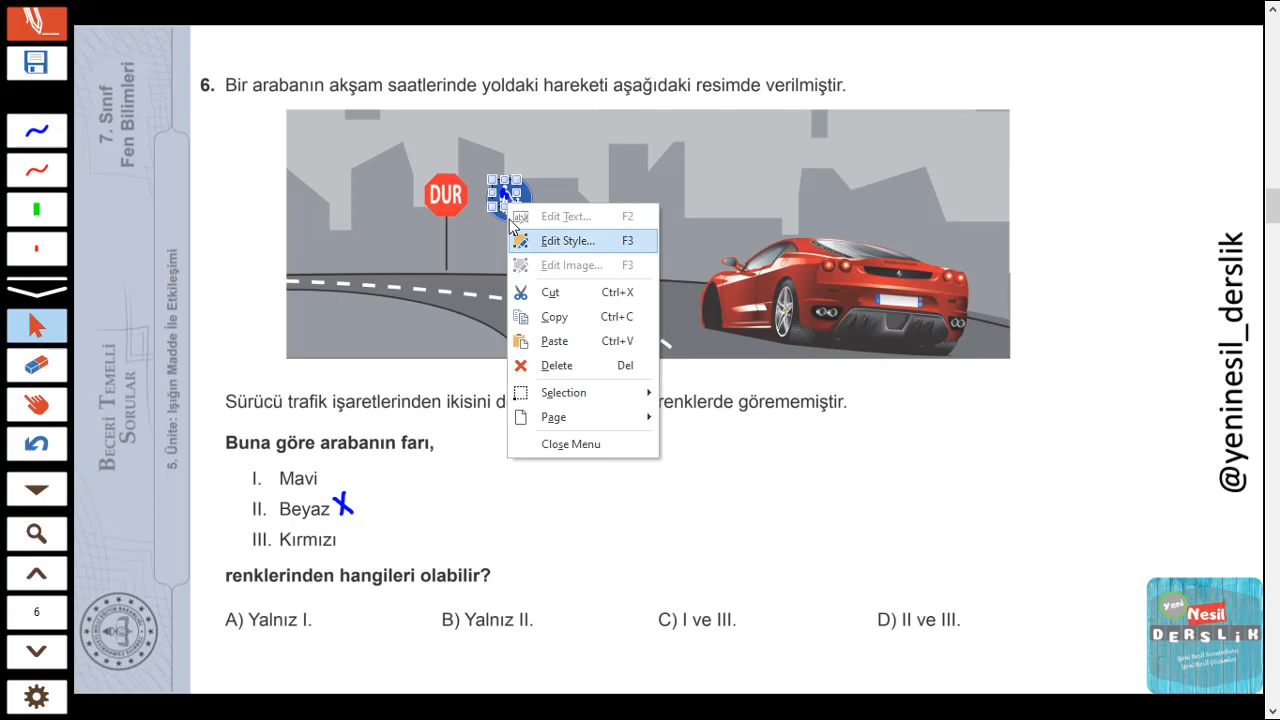 7. Sınıf
Fen Bilimleri
5. Ünite: Işığın Madde İle Etkileşimi
BECERİ TEMELLİ
SORULAR
6. Bir arabanın akşam saatlerinde yoldaki hareketi aşağıdaki resimde verilmiştir.
DUR
Edit Text... F2
Edit Style... F3
Edit Image... F3
Cut Ctrl+X
Copy Ctrl+C
Paste Ctrl+V
Delete Del
Selection
Page
Close Menu
Sürücü trafik işaretlerinden ikisini d renklerde görememiştir.
Buna göre arabanın farı,
I. Mavi
II. Beyaz X
III. Kırmızı
renklerinden hangileri olabilir?
A) Yalnız I. B) Yalnız II. C) I ve III. D) II ve III.
6
@yeninesil_derslik
Yeni
Nesil
DERSLİK